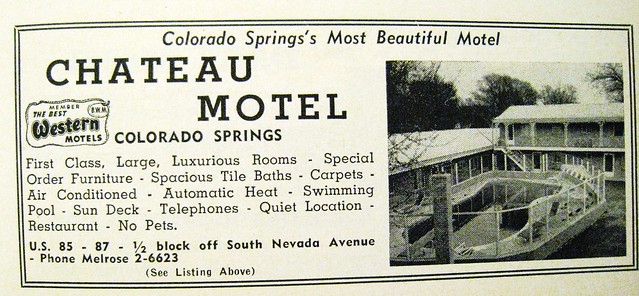 Colorado Springs's Most Beautiful Motel
CHATEAU
MOTEL
MEMBER
THE BEST
B.W.M.
Western
MOTELS
COLORADO SPRINGS
First Class, Large, Luxurious Rooms - Special
Order Furniture - Spacious Tile Baths - Carpets -
Air Conditioned - Automatic Heat - Swimming
Pool - Sun Deck - Telephones - Quiet Location -
Restaurant - No Pets.
U.S. 85 - 87 - ½ block off South Nevada Avenue
- Phone Melrose 2-6623
(See Listing Above)